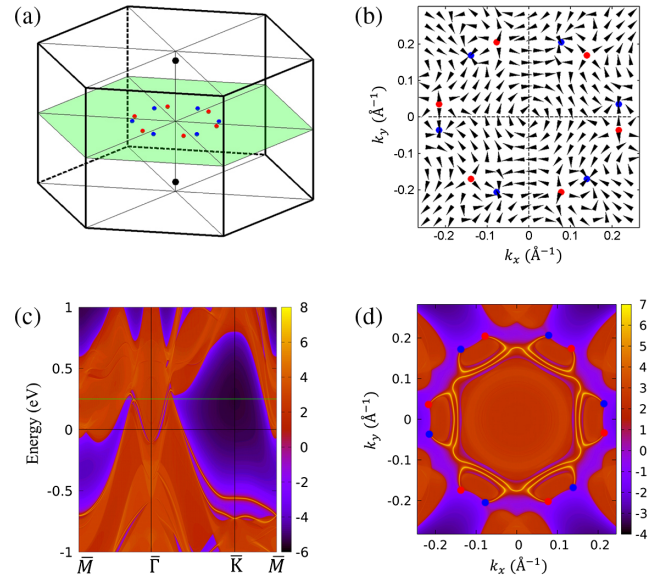 (a)
(b)
0.2
0.1
0
-0.1
-0.2
k_y (Å⁻¹)
-0.2 -0.1 0 0.1 0.2
k_x (Å⁻¹)
(c)
1
0.5
0
-0.5
-1
Energy (eV)
M̅ Γ̅ K̅ M̅
8
6
4
2
0
-2
-4
-6
(d)
0.2
0.1
0
-0.1
-0.2
k_y (Å⁻¹)
-0.2 -0.1 0 0.1 0.2
k_x (Å⁻¹)
7
6
5
4
3
2
1
0
-1
-2
-3
-4